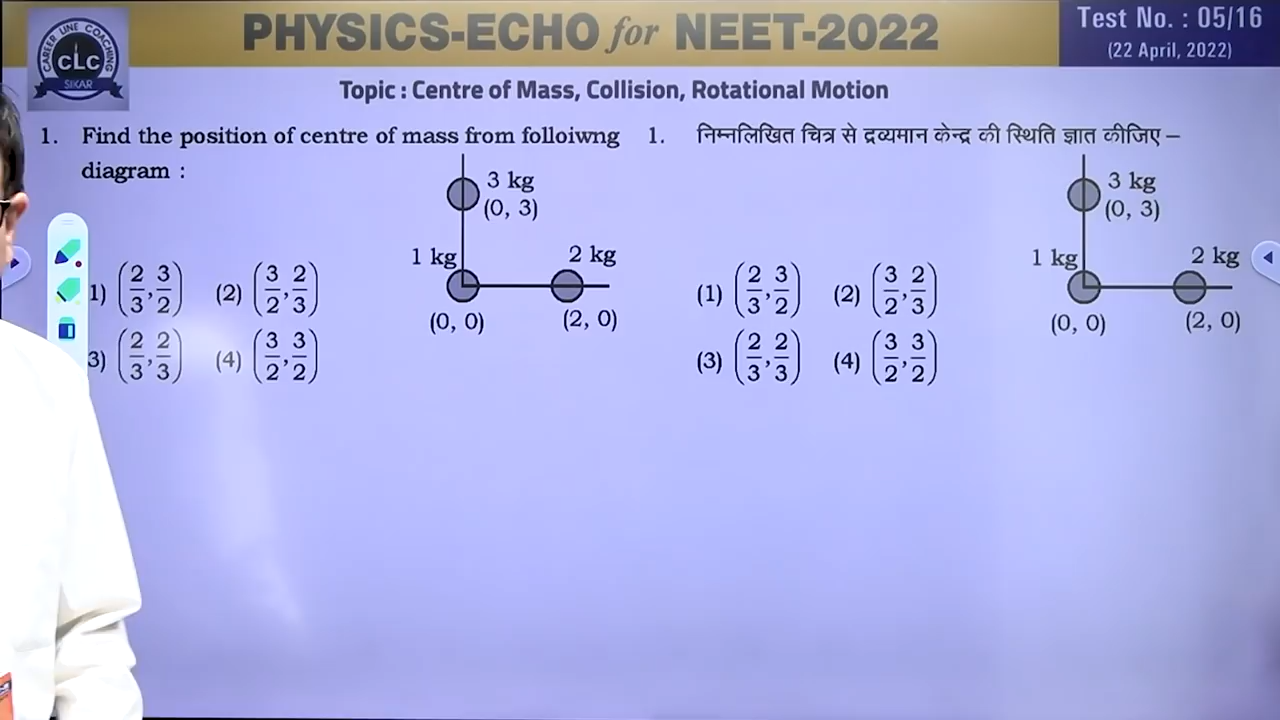 PHYSICS-ECHO for NEET-2022
Test No. : 05/16
(22 April, 2022)
CAREER LINE COACHING
CLC
SIKAR
Topic : Centre of Mass, Collision, Rotational Motion
1. Find the position of centre of mass from folloiwng
diagram :
3 kg
(0, 3)
1 kg
2 kg
(0, 0)
(2, 0)
1) (2/3, 3/2) (2) (3/2, 2/3)
3) (2/3, 2/3) (4) (3/2, 3/2)
1. निम्नलिखित चित्र से द्रव्यमान केन्द्र की स्थिति ज्ञात कीजिए –
3 kg
(0, 3)
1 kg
2 kg
(0, 0)
(2, 0)
(1) (2/3, 3/2) (2) (3/2, 2/3)
(3) (2/3, 2/3) (4) (3/2, 3/2)